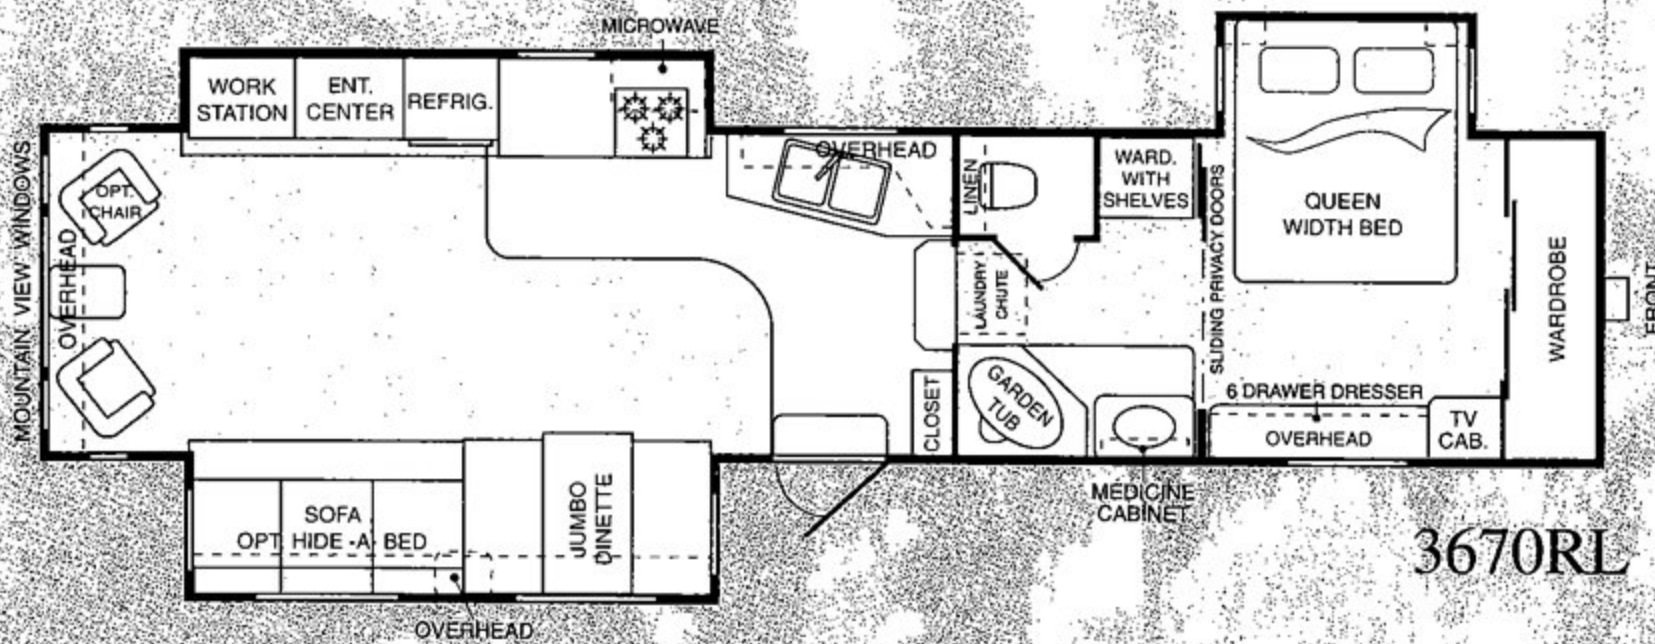 MICROWAVE
WORK
STATION
ENT.
CENTER
REFRIG.
OVERHEAD
LINEN
WARD.
WITH
SHELVES
SLIDING PRIVACY DOORS
QUEEN
WIDTH BED
WARDROBE
FRONT
MOUNTAIN VIEW WINDOWS
OPT.
CHAIR
OVERHEAD
LAUNDRY
CHUTE
CLOSET
GARDEN
TUB
6 DRAWER DRESSER
OVERHEAD
TV
CAB.
MEDICINE
CABINET
SOFA
OPT. HIDE-A-BED
JUMBO
DINETTE
OVERHEAD
3670RL